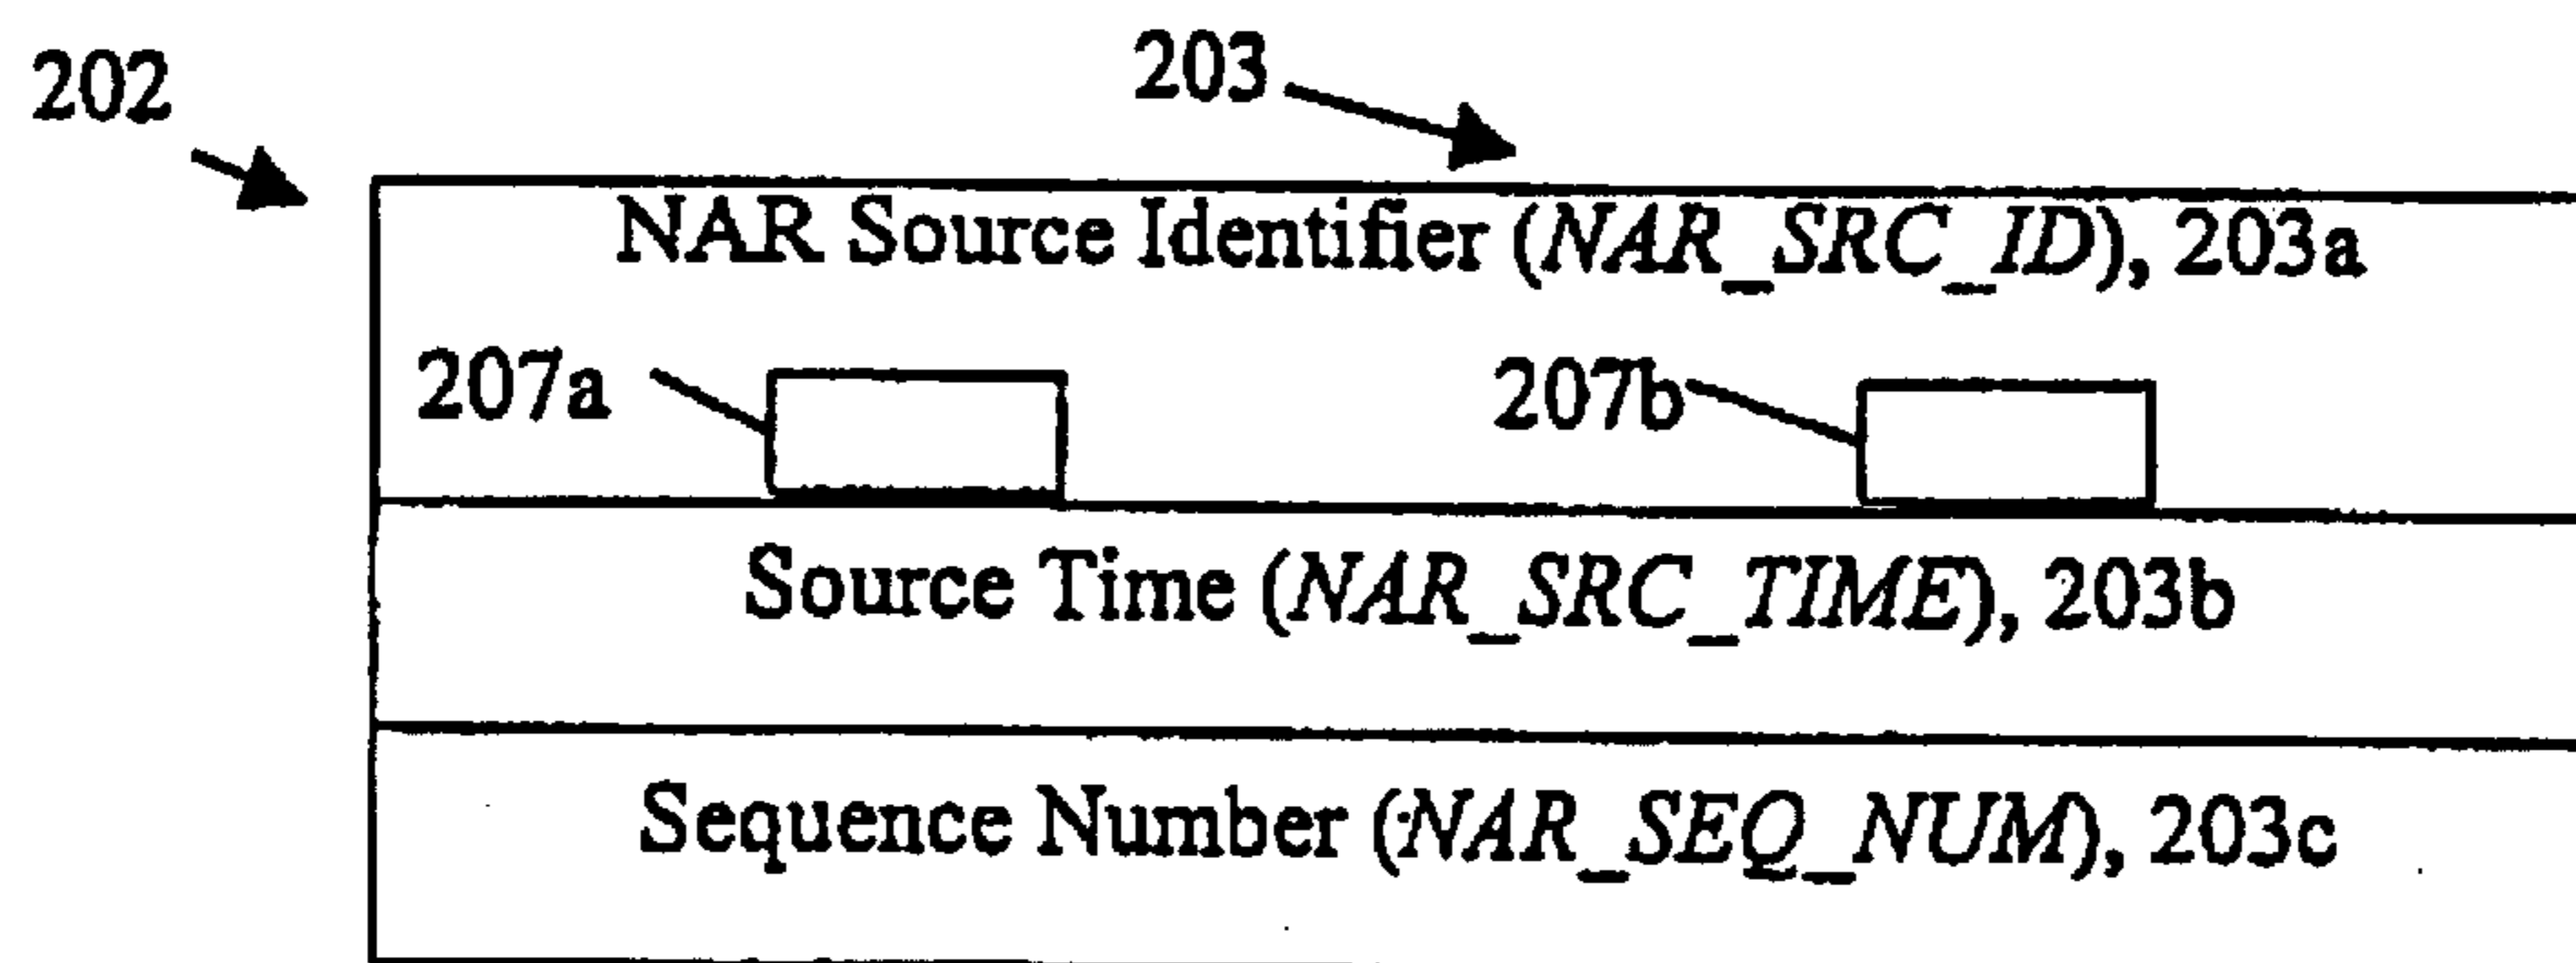 202
203
NAR Source Identifier (NAR_SRC_ID), 203a
207a
207b
Source Time (NAR_SRC_TIME), 203b
Sequence Number (NAR_SEQ_NUM), 203c